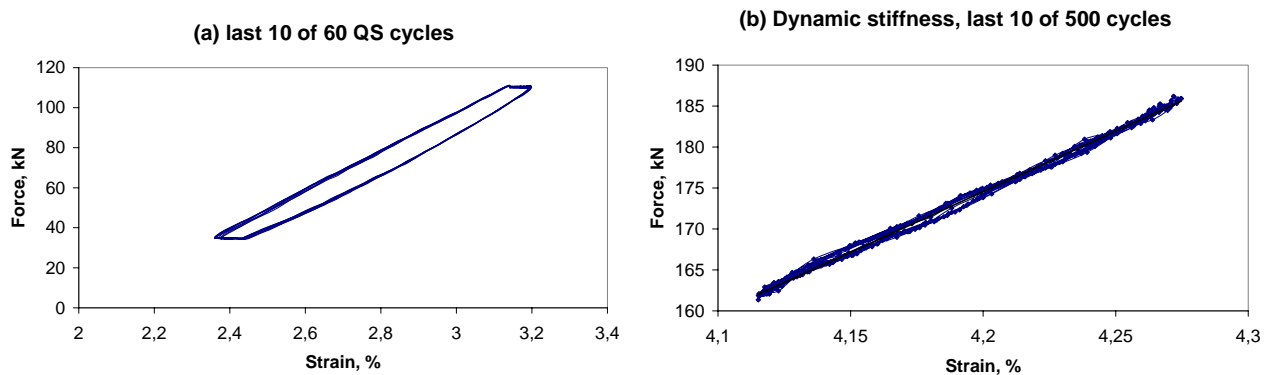 (a) last 10 of 60 QS cycles
Force, kN
120
100
80
60
40
20
0
2 2,2 2,4 2,6 2,8 3 3,2 3,4
Strain, %
(b) Dynamic stiffness, last 10 of 500 cycles
Force, kN
190
185
180
175
170
165
160
4,1 4,15 4,2 4,25 4,3
Strain, %